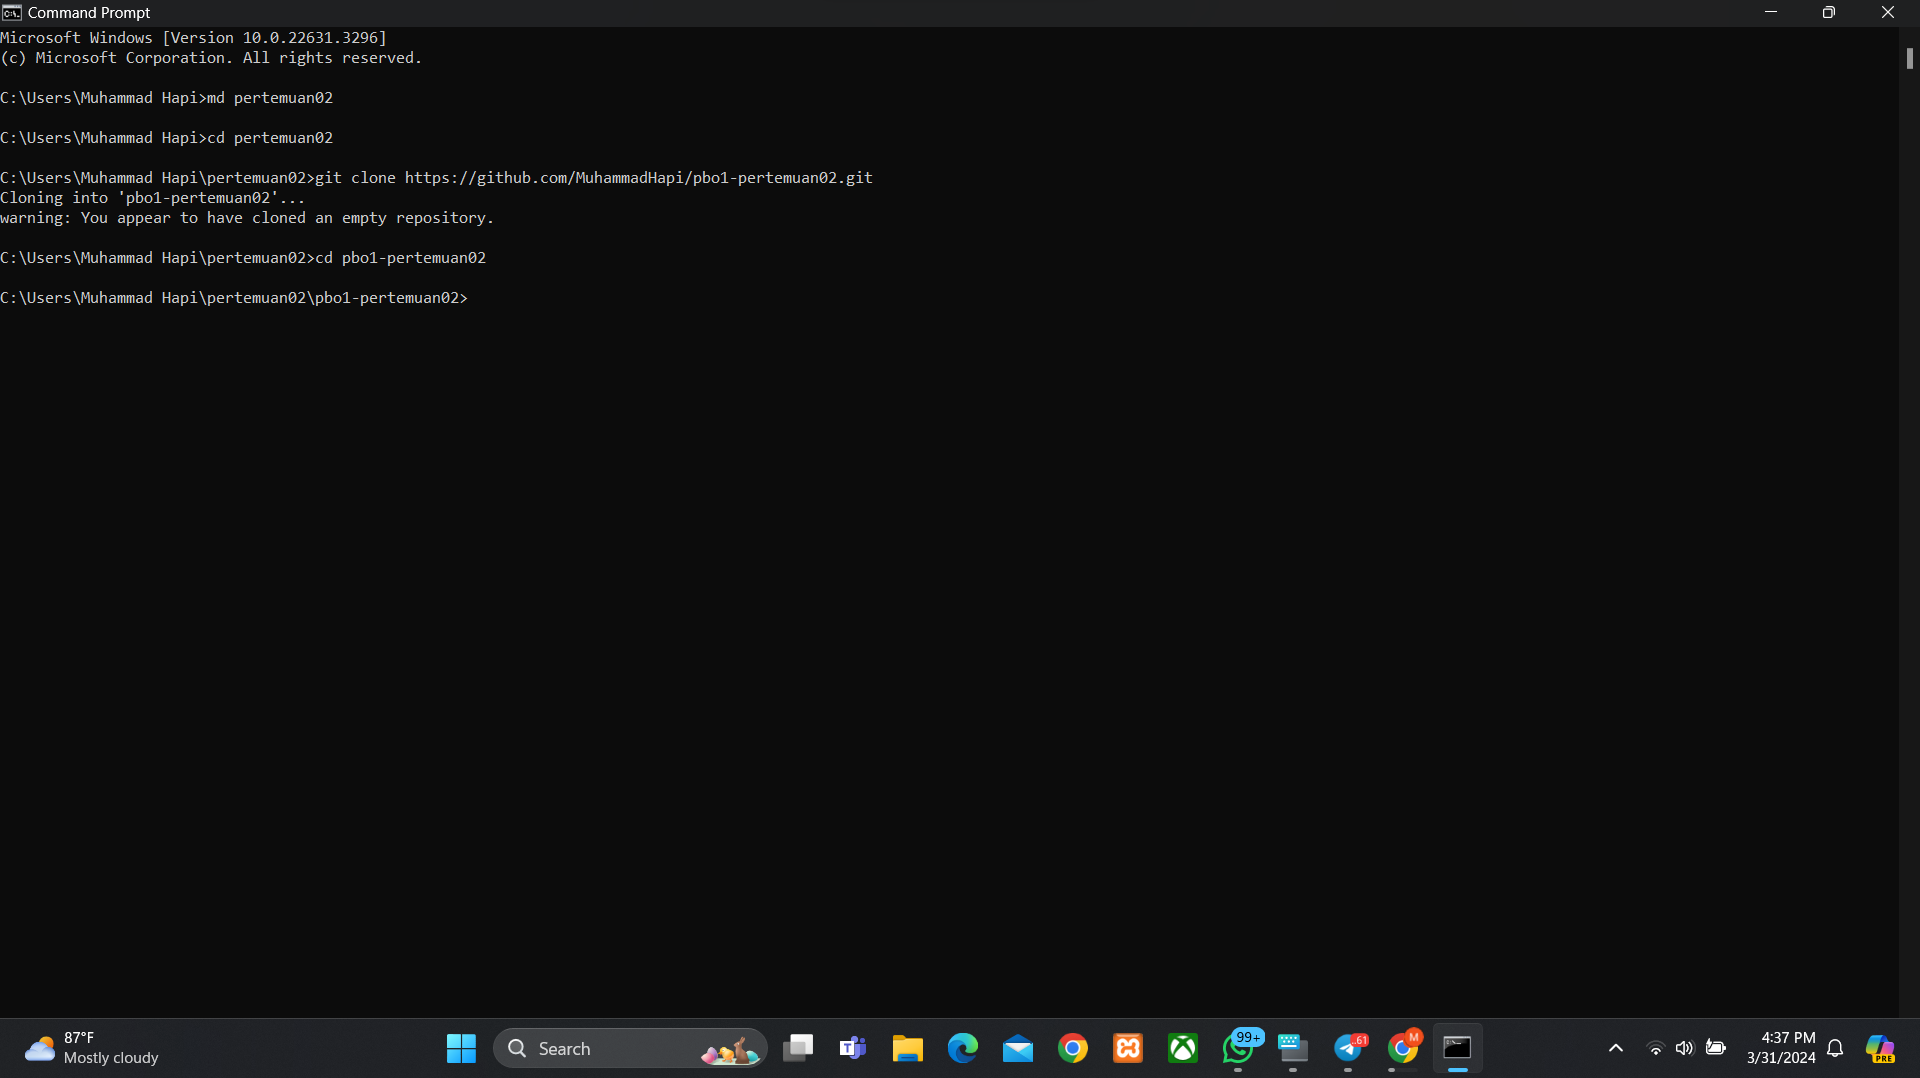 Command Prompt
Microsoft Windows [Version 10.0.22631.3296]
(c) Microsoft Corporation. All rights reserved.
C:\Users\Muhammad Hapi>md pertemuan02
C:\Users\Muhammad Hapi>cd pertemuan02
C:\Users\Muhammad Hapi\pertemuan02>git clone https://github.com/MuhammadHapi/pbo1-pertemuan02.git
Cloning into 'pbo1-pertemuan02'...
warning: You appear to have cloned an empty repository.
C:\Users\Muhammad Hapi\pertemuan02>cd pbo1-pertemuan02
C:\Users\Muhammad Hapi\pertemuan02\pbo1-pertemuan02>
87°F
Mostly cloudy
Search
99+
..61
M
4:37 PM
3/31/2024
PRE